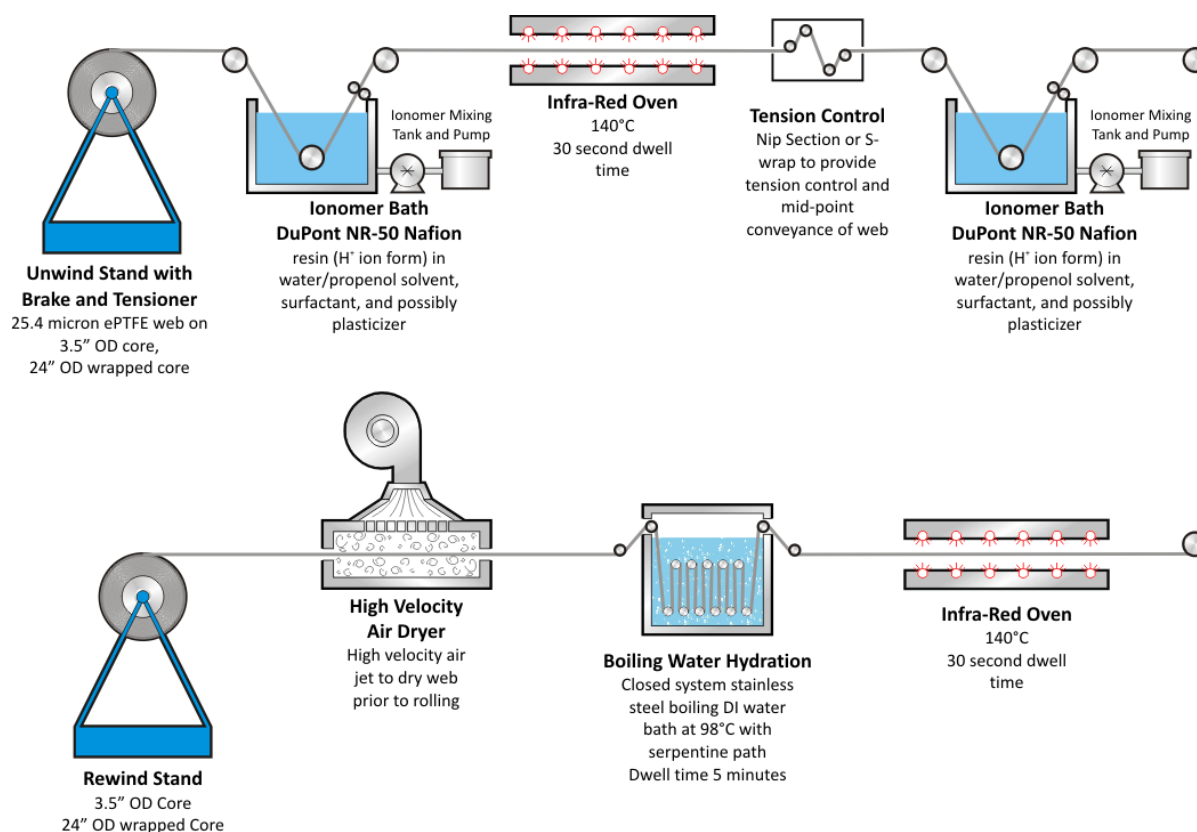 Ionomer Mixing
Tank and Pump
Infra-Red Oven
140°C
30 second dwell
time
Tension Control
Nip Section or S-
wrap to provide
tension control and
mid-point
conveyance of web
Ionomer Mixing
Tank and Pump
Ionomer Bath
DuPont NR-50 Nafion
resin (H⁺ ion form) in
water/propenol solvent,
surfactant, and possibly
plasticizer
Ionomer Bath
DuPont NR-50 Nafion
resin (H⁺ ion form) in
water/propenol solvent,
surfactant, and possibly
plasticizer
Unwind Stand with
Brake and Tensioner
25.4 micron ePTFE web on
3.5” OD core,
24” OD wrapped core
High Velocity
Air Dryer
High velocity air
jet to dry web
prior to rolling
Boiling Water Hydration
Closed system stainless
steel boiling DI water
bath at 98°C with
serpentine path
Dwell time 5 minutes
Infra-Red Oven
140°C
30 second dwell
time
Rewind Stand
3.5” OD Core
24” OD wrapped Core